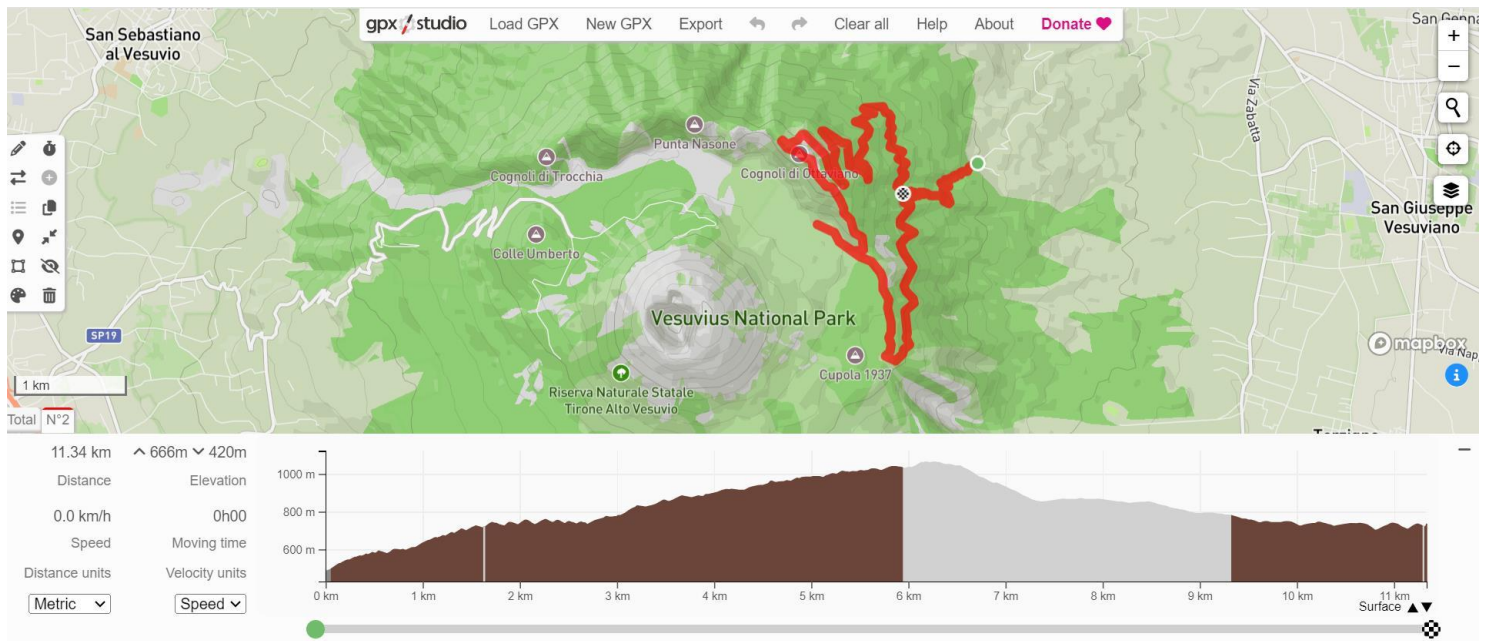 gpx studio Load GPX New GPX Export Clear all Help About Donate
San Sebastiano
al Vesuvio
San Genna
+
−
Via Zabatta
Punta Nasone
Cognoli di Trocchia
Cognoli di Ottaviano
San Giuseppe
Vesuviano
Colle Umberto
Vesuvius National Park
SP19
mapbox
Via Nap
Cupola 1937
1 km
Riserva Naturale Statale
Tirone Alto Vesuvio
Total N°2
11.34 km 666m 420m
Distance Elevation
0.0 km/h 0h00
Speed Moving time
Distance units Velocity units
Metric Speed
1000 m
800 m
600 m
0 km 1 km 2 km 3 km 4 km 5 km 6 km 7 km 8 km 9 km 10 km 11 km
Surface ▲▼